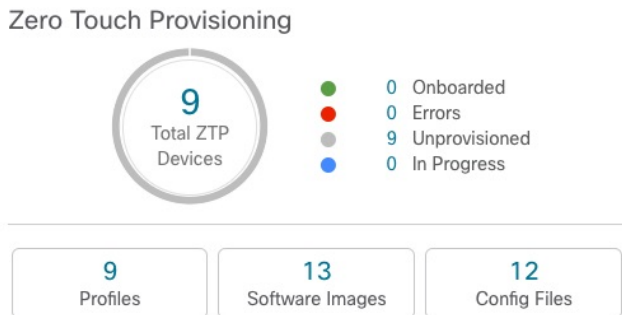 Zero Touch Provisioning
9
Total ZTP
Devices
0 Onboarded
0 Errors
9 Unprovisioned
0 In Progress
9
Profiles
13
Software Images
12
Config Files